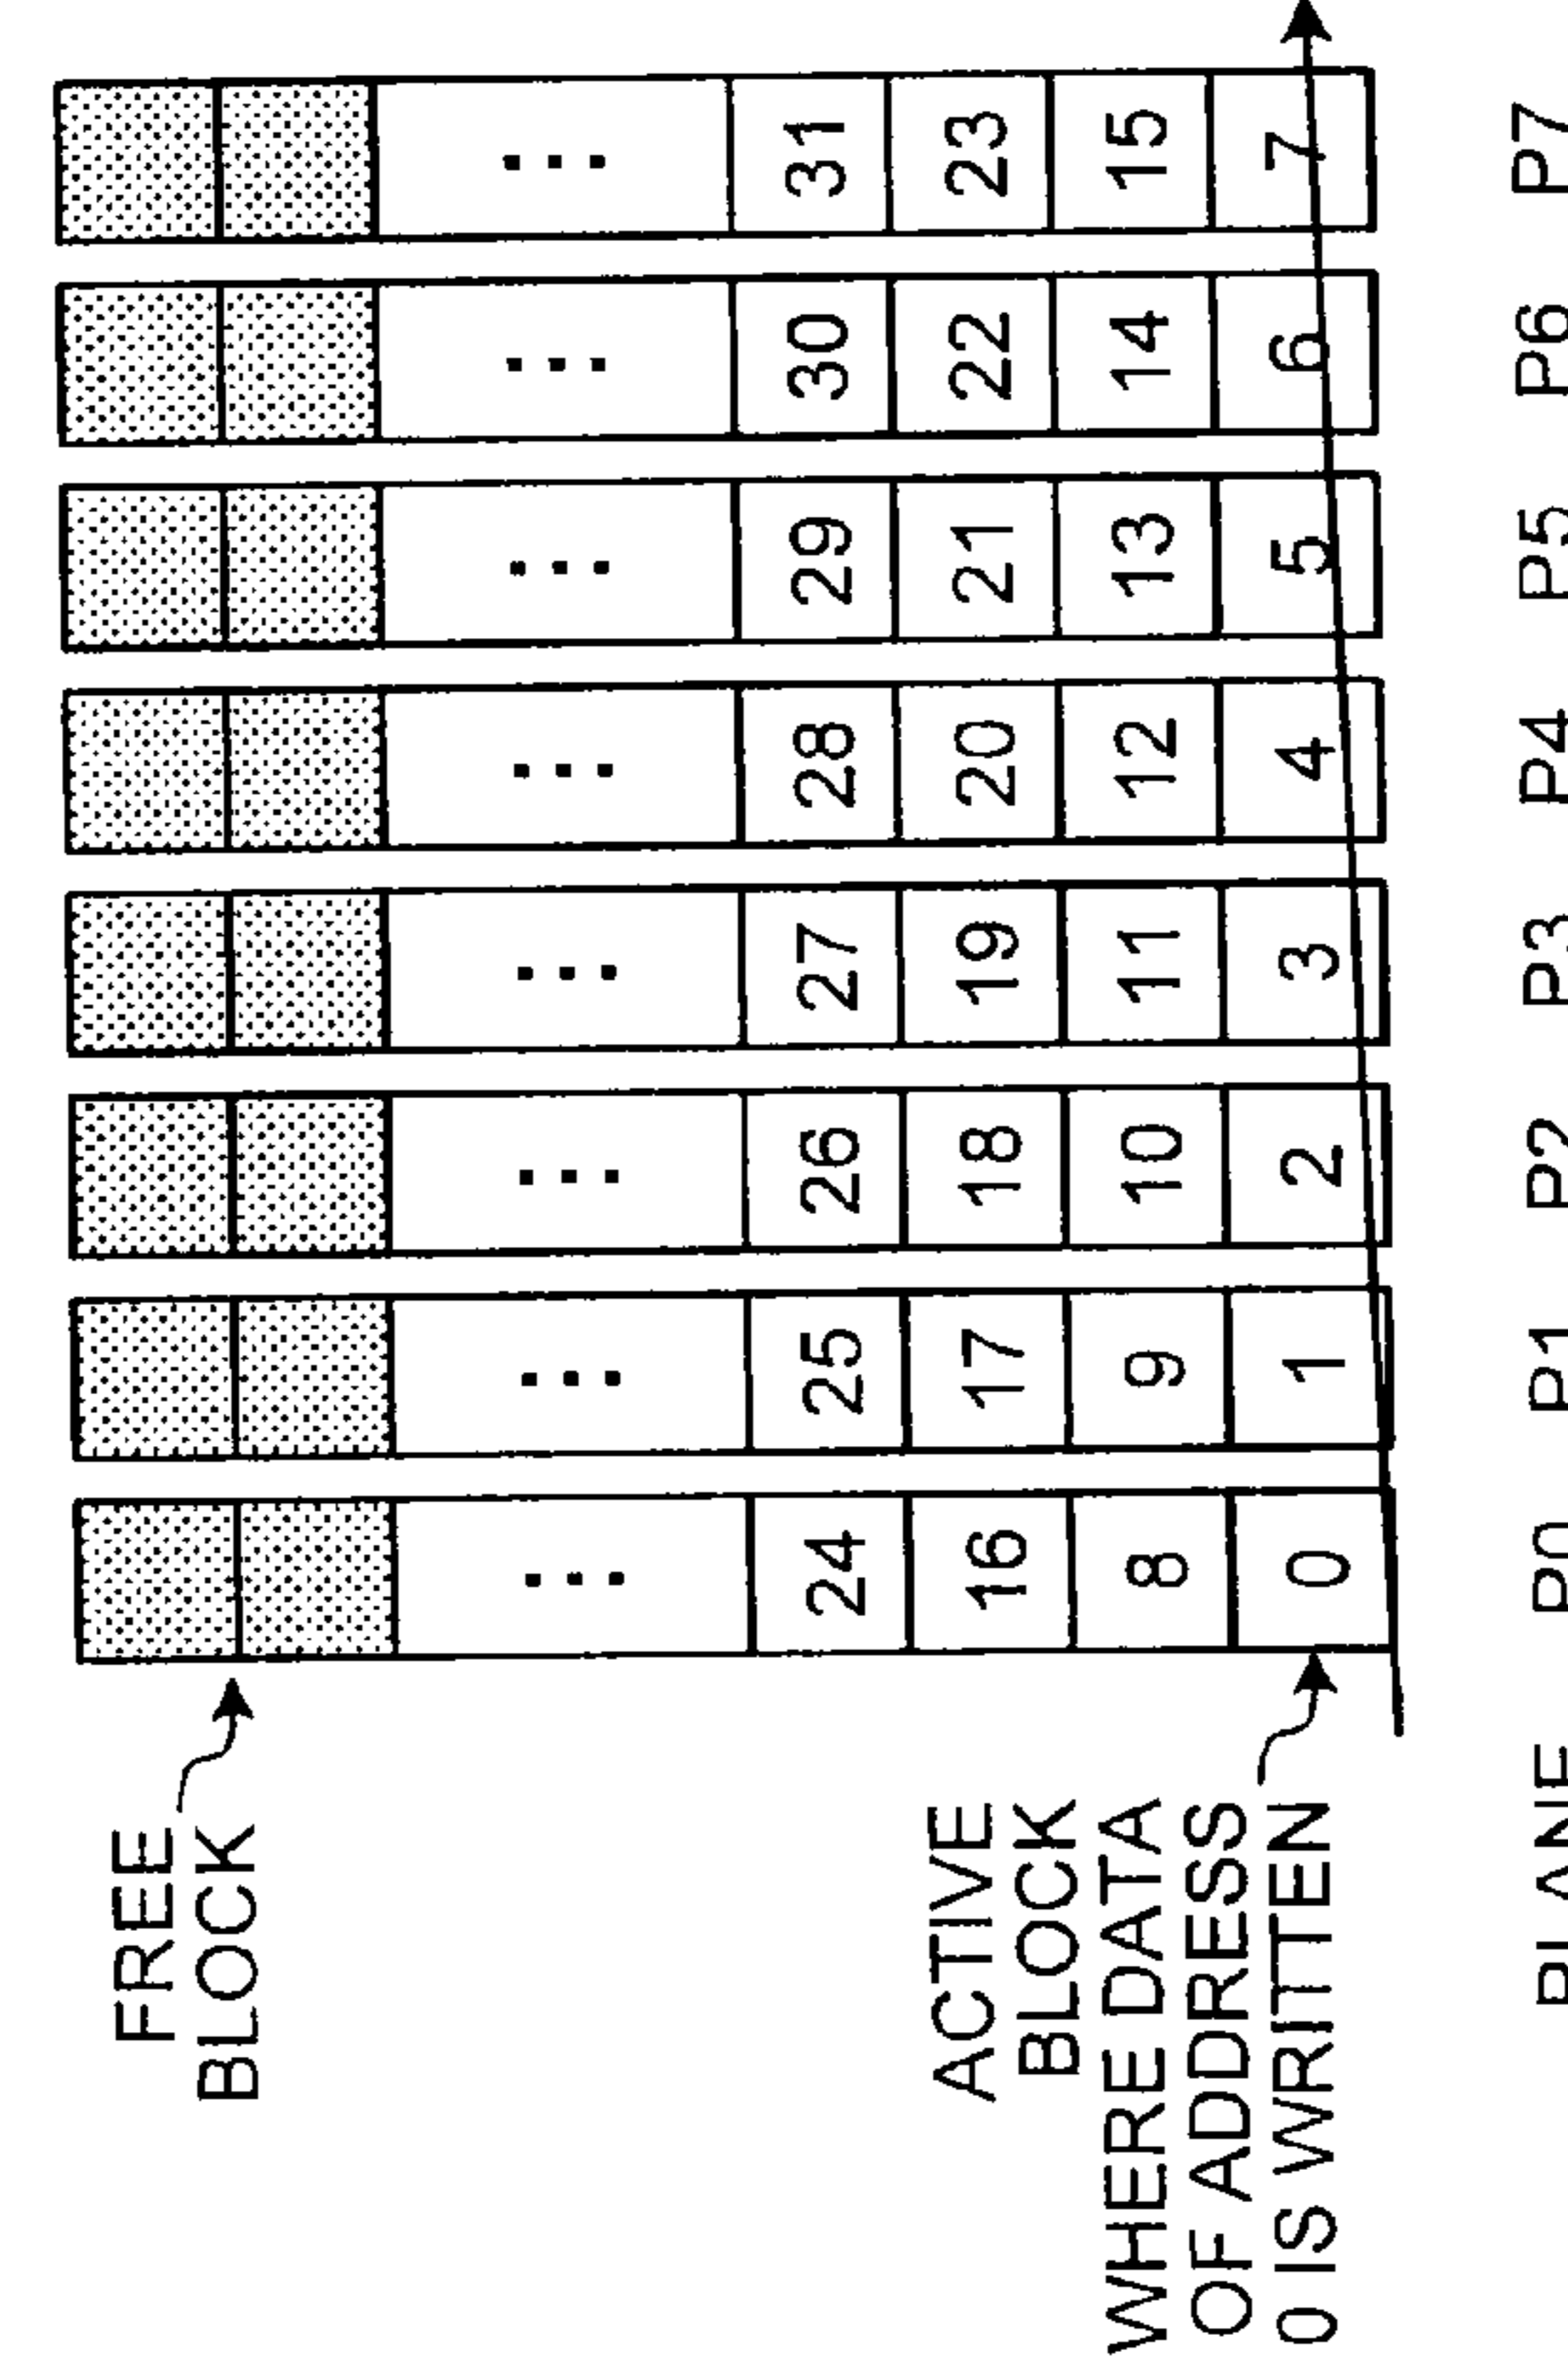 FREE
BLOCK
... ... ... ... ... ... ... ...
24 25 26 27 28 29 30 31
16 17 18 19 20 21 22 23
8 9 10 11 12 13 14 15
0 1 2 3 4 5 6 7
ACTIVE
BLOCK
WHERE DATA
OF ADDRESS
0 IS WRITTEN
PLANE P0 P1 P2 P3 P4 P5 P6 P7